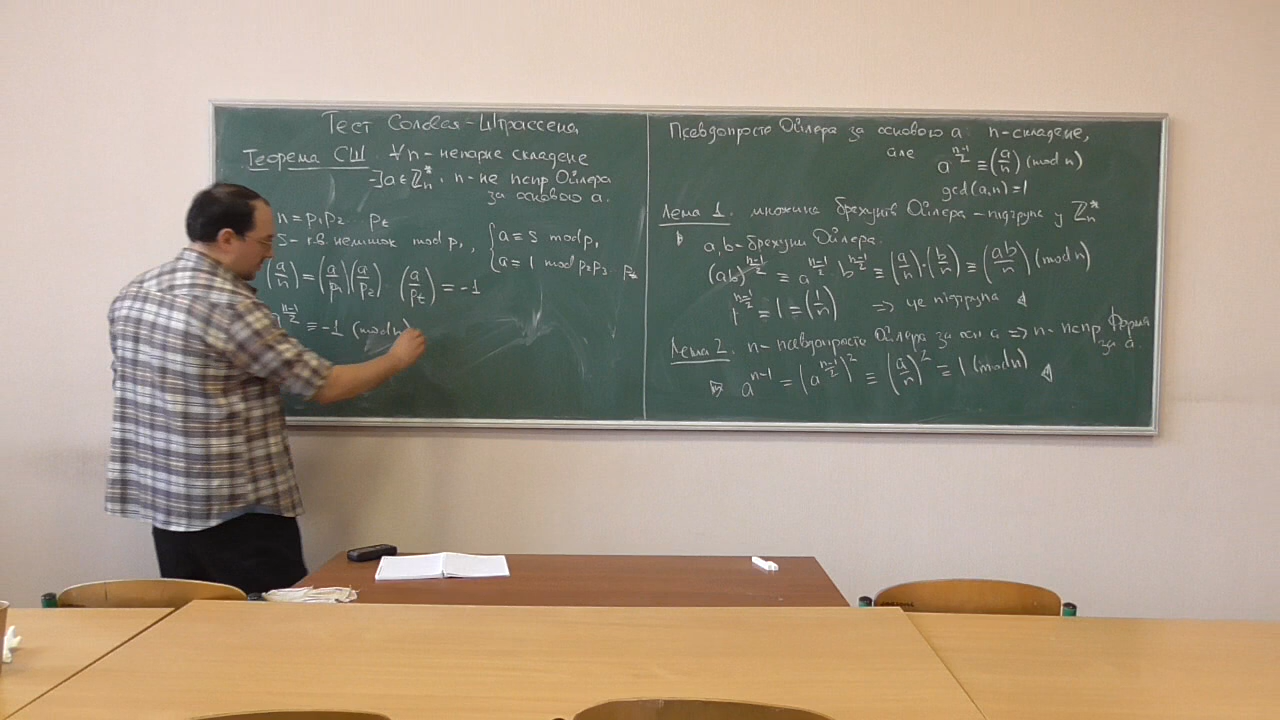 Тест Соловея-Штрассена
Теорема СШ. ∀n - непарне складене
∃a ∈ ℤ*ₙ, n - не пспр Ойлера
за основою a.
n = p₁p₂ ... pₜ
S - кв. нелишок mod p₁, { a ≡ S mod p₁
a ≡ 1 mod p₂p₃ ... pₜ
(a/n) = (a/p₁)(a/p₂) ... (a/pₜ) = -1
^((n-1)/2) ≡ -1 (mod n)
Псевдопросте Ойлера за основою a: n - складене,
але a^((n-1)/2) ≡ (a/n) (mod n)
gcd(a,n) = 1
Лема 1. множина брехунів Ойлера - підгрупа у ℤ*ₙ
a, b - брехуни Ойлера.
(ab)^((n-1)/2) ≡ a^((n-1)/2) · b^((n-1)/2) ≡ (a/n)·(b/n) ≡ (ab/n) (mod n)
1^((n-1)/2) ≡ 1 = (1/n) ⇒ це підгрупа ◁
Лема 2. n - псевдопросте Ойлера за осн a ⇒ n - пспр Ферма
за a.
▷ a^(n-1) = (a^((n-1)/2))² ≡ (a/n)² ≡ 1 (mod n) ◁